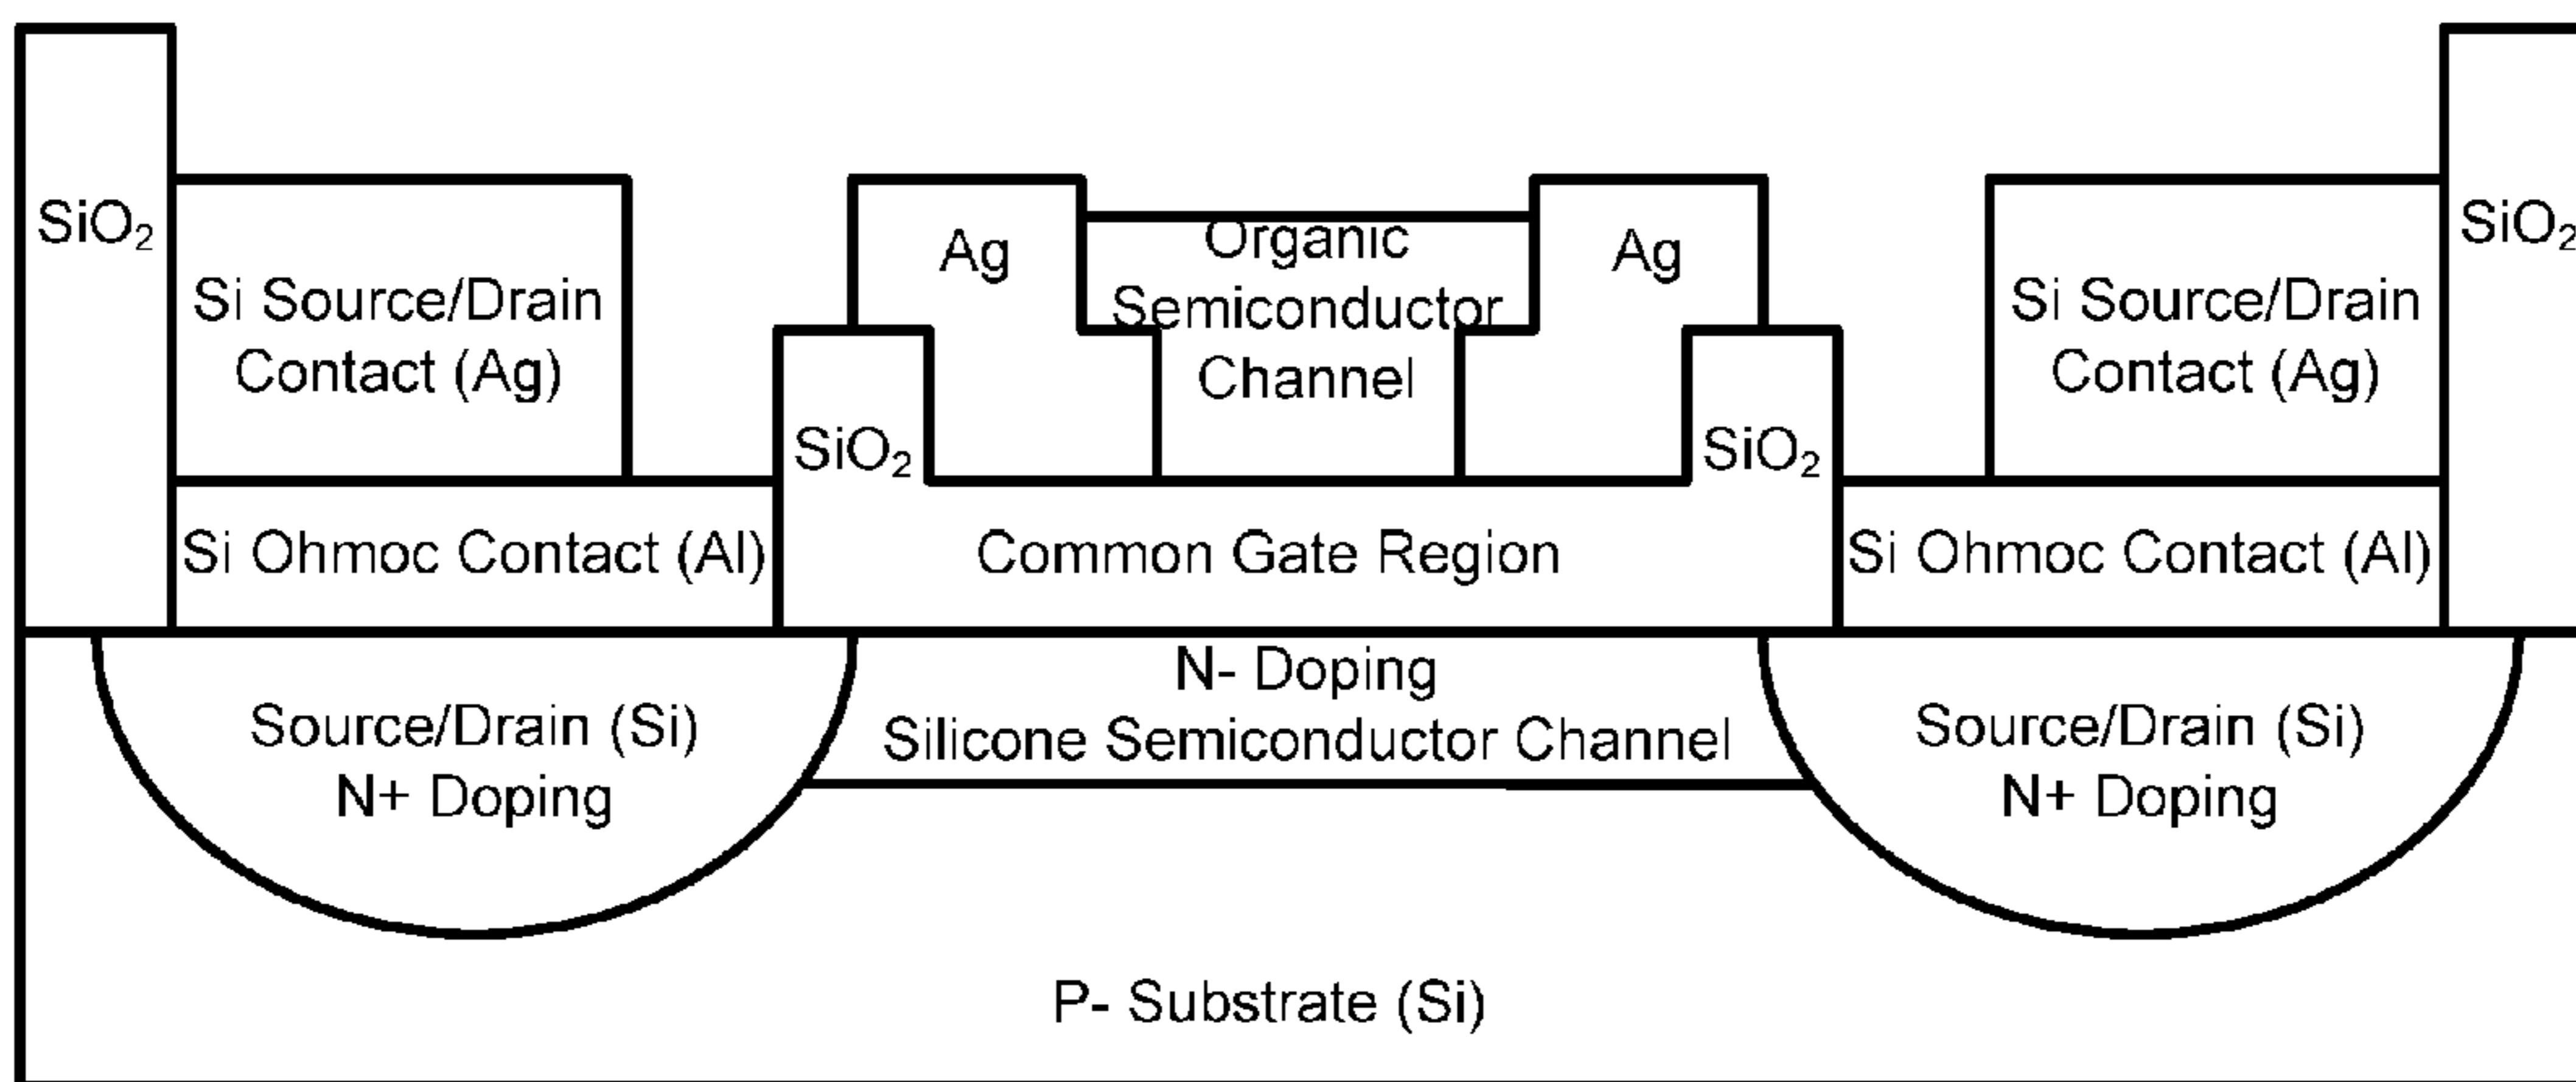 SiO₂
Si Source/Drain
Contact (Ag)
Ag
Organic
Semiconductor
Channel
Ag
Si Source/Drain
Contact (Ag)
SiO₂
SiO₂
SiO₂
Si Ohmoc Contact (Al)
Common Gate Region
Si Ohmoc Contact (Al)
Source/Drain (Si)
N+ Doping
N- Doping
Silicone Semiconductor Channel
Source/Drain (Si)
N+ Doping
P- Substrate (Si)